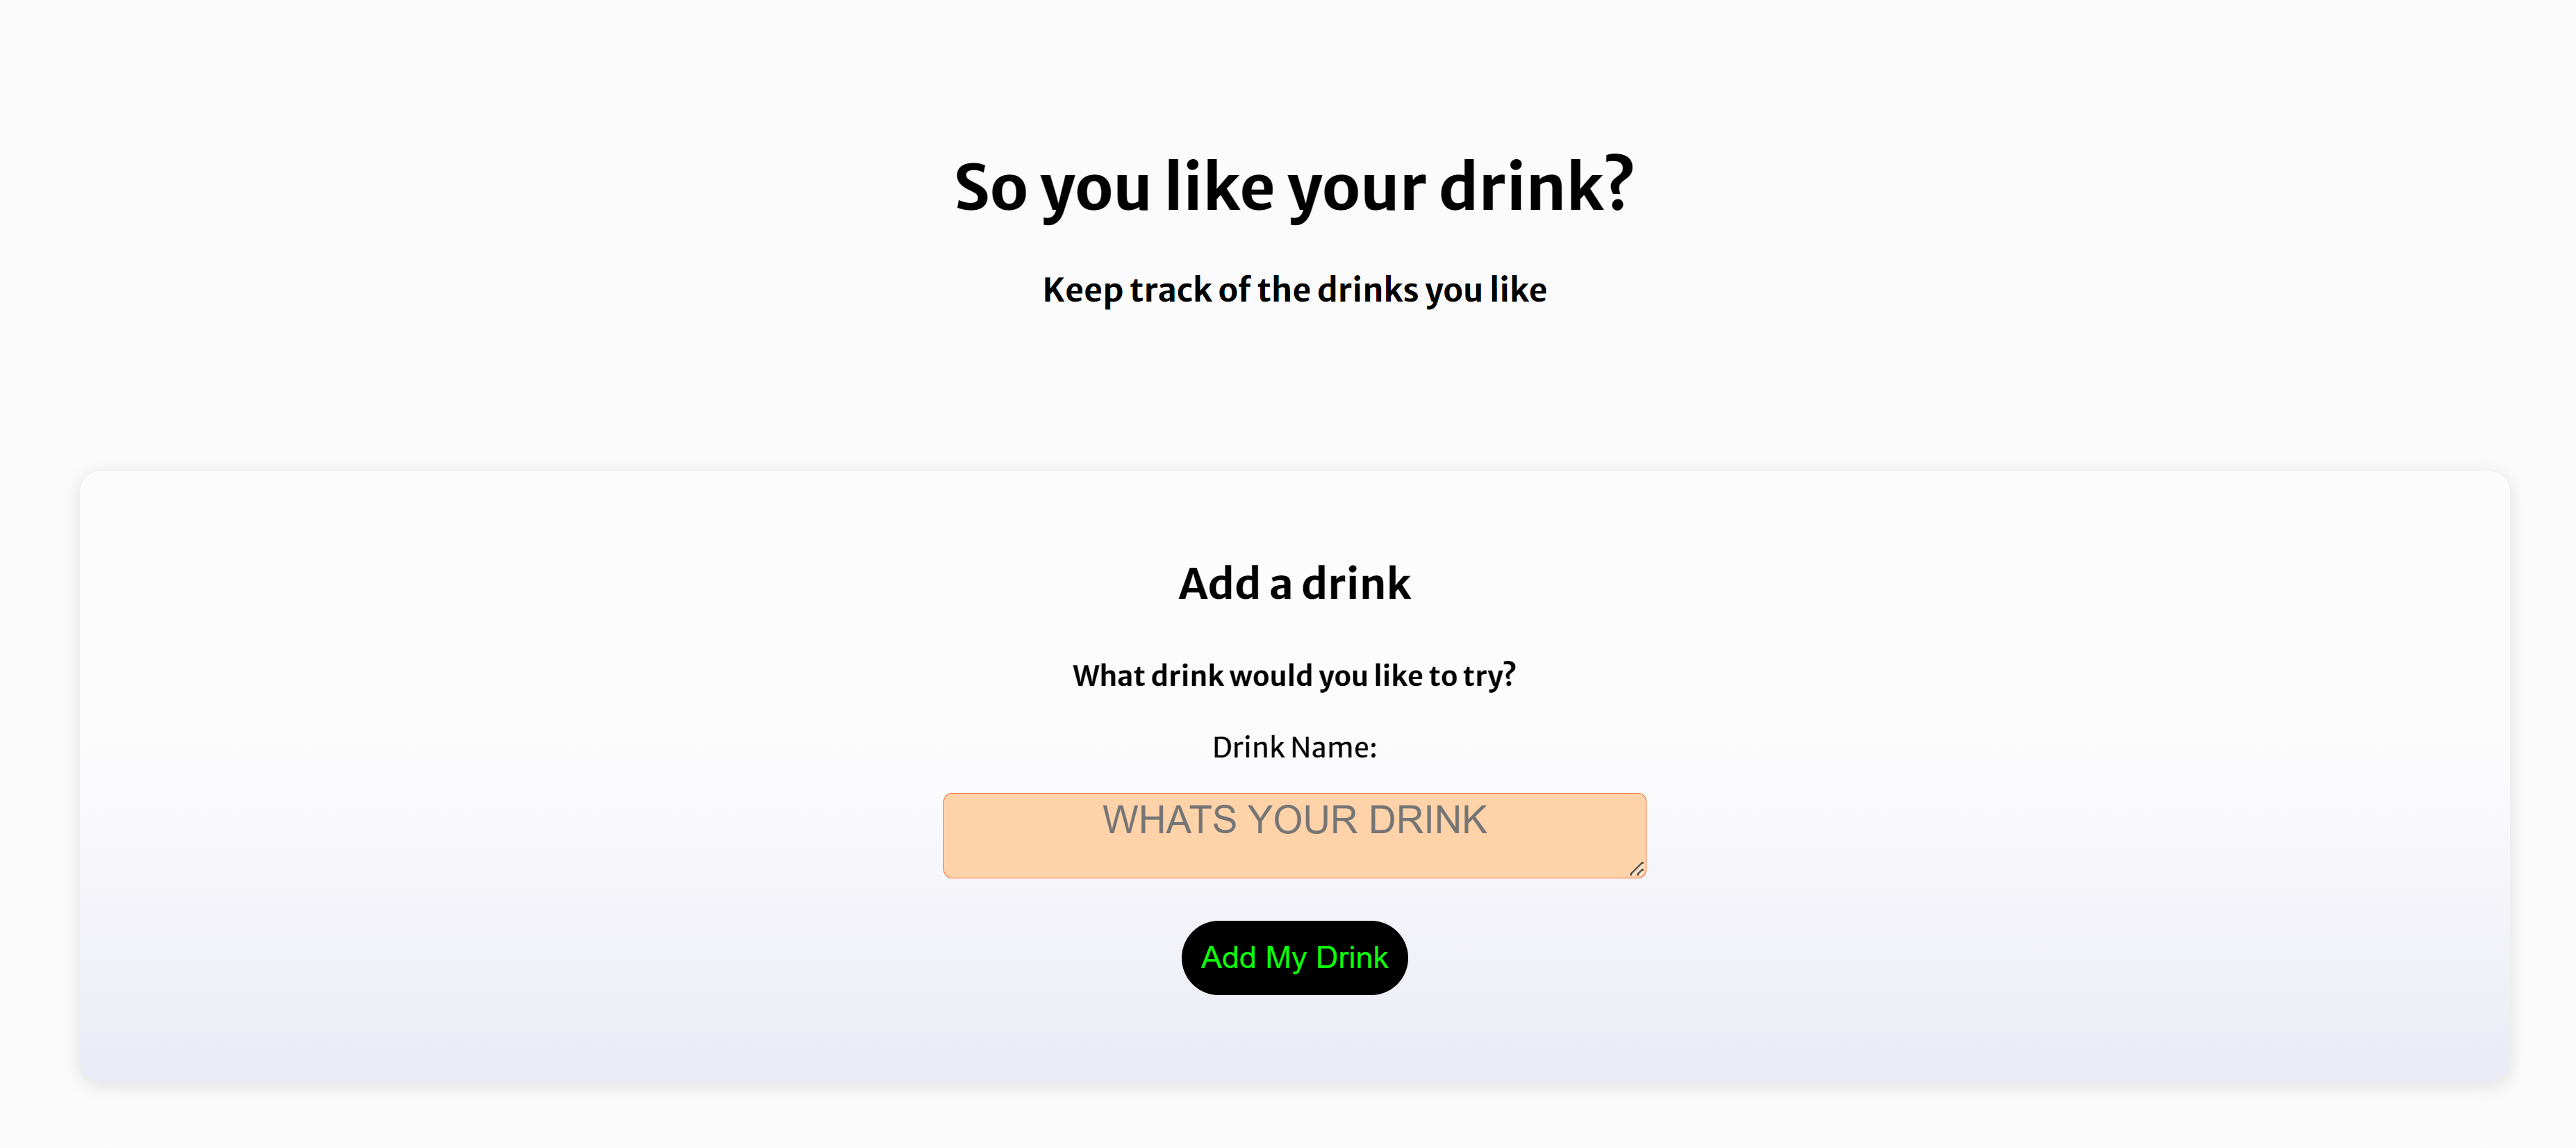 So you like your drink?
Keep track of the drinks you like
Add a drink
What drink would you like to try?
Drink Name:
WHATS YOUR DRINK
Add My Drink